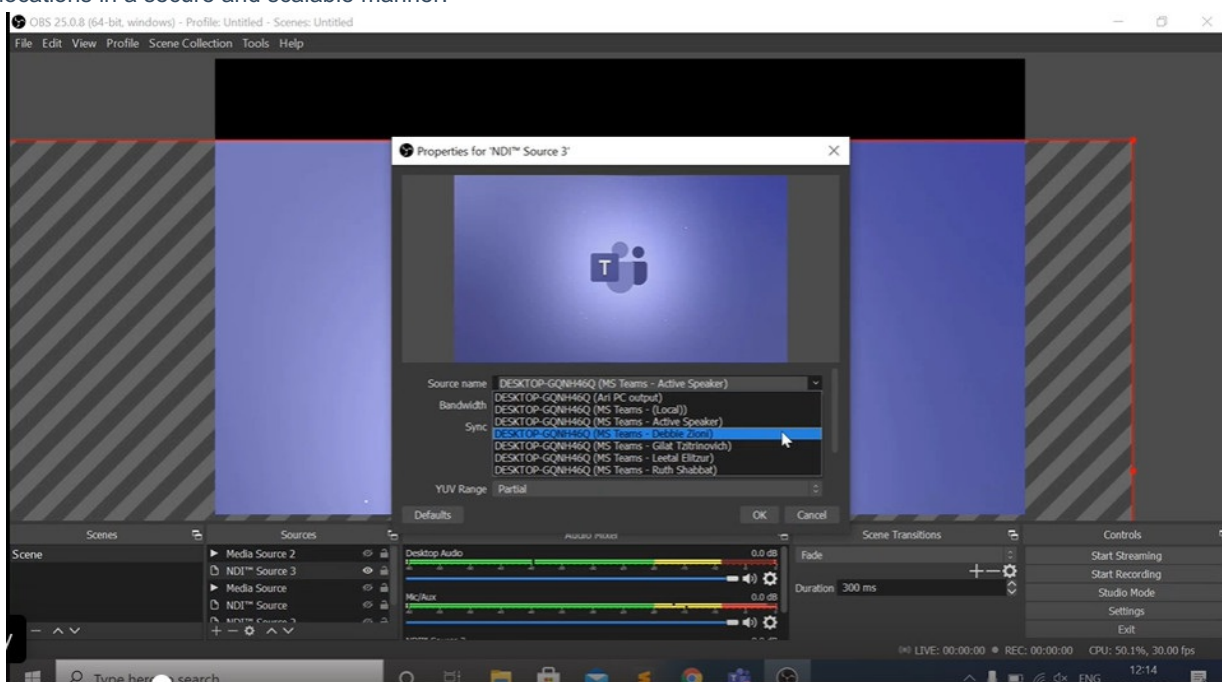 locations in a secure and scalable manner.
OBS 25.0.8 (64-bit, windows) - Profile: Untitled - Scenes: Untitled
File Edit View Profile Scene Collection Tools Help
Properties for 'NDI™ Source 3'
T
Source name DESKTOP-GQNH46Q (MS Teams - Active Speaker)
DESKTOP-GQNH46Q (Ari PC output)
Bandwidth
DESKTOP-GQNH46Q (MS Teams - (Local))
DESKTOP-GQNH46Q (MS Teams - Active Speaker)
Sync
DESKTOP-GQNH46Q (MS Teams - Debbie Zioni)
DESKTOP-GQNH46Q (MS Teams - Gilat Tzitrinovich)
DESKTOP-GQNH46Q (MS Teams - Leetal Elitzur)
DESKTOP-GQNH46Q (MS Teams - Ruth Shabbat)
YUV Range Partial
Defaults OK Cancel
Scenes Sources Audio Mixer Scene Transitions Controls
Scene Media Source 2 Desktop Audio 0.0 dB Fade Start Streaming
NDI™ Source 3 Start Recording
Media Source Duration 300 ms Studio Mode
NDI™ Source Mic/Aux 0.0 dB Settings
NDI™ Source 2 Exit
LIVE: 00:00:00 REC: 00:00:00 CPU: 50.1%, 30.00 fps
Type here search ENG 12:14